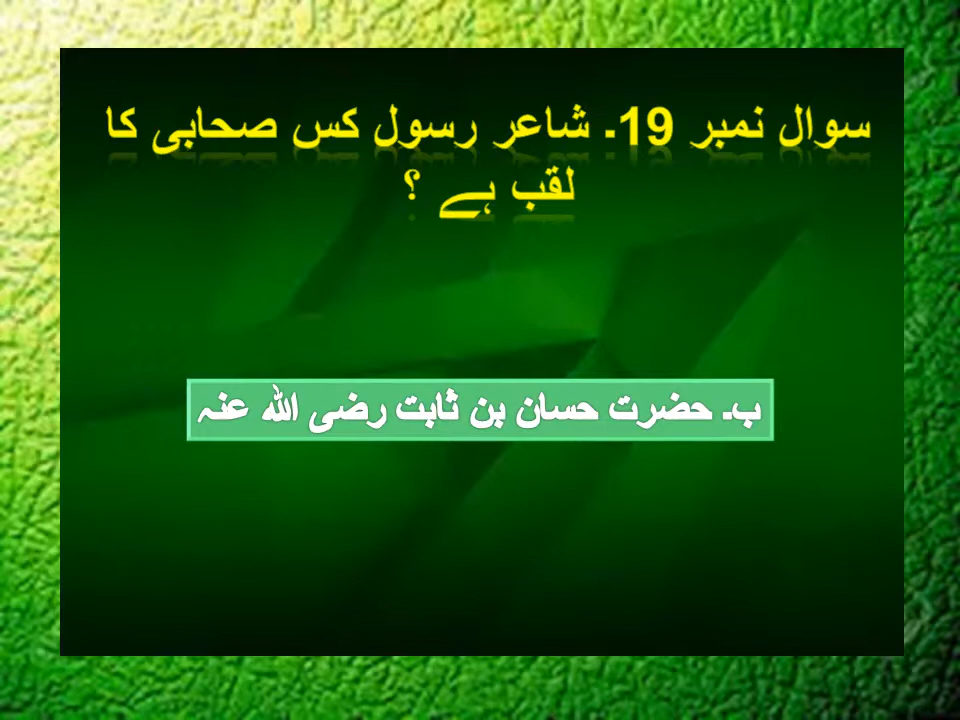 سوال نمبر 19۔ شاعر رسول کس صحابی کا
لقب ہے ؟
ب۔ حضرت حسان بن ثابت رضی اللہ عنہ